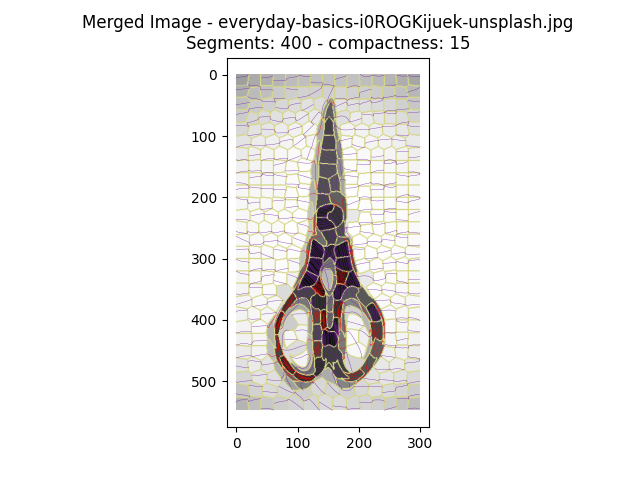 Merged Image - everyday-basics-i0ROGKijuek-unsplash.jpg
Segments: 400 - compactness: 15
0
100
200
300
400
500
0 100 200 300